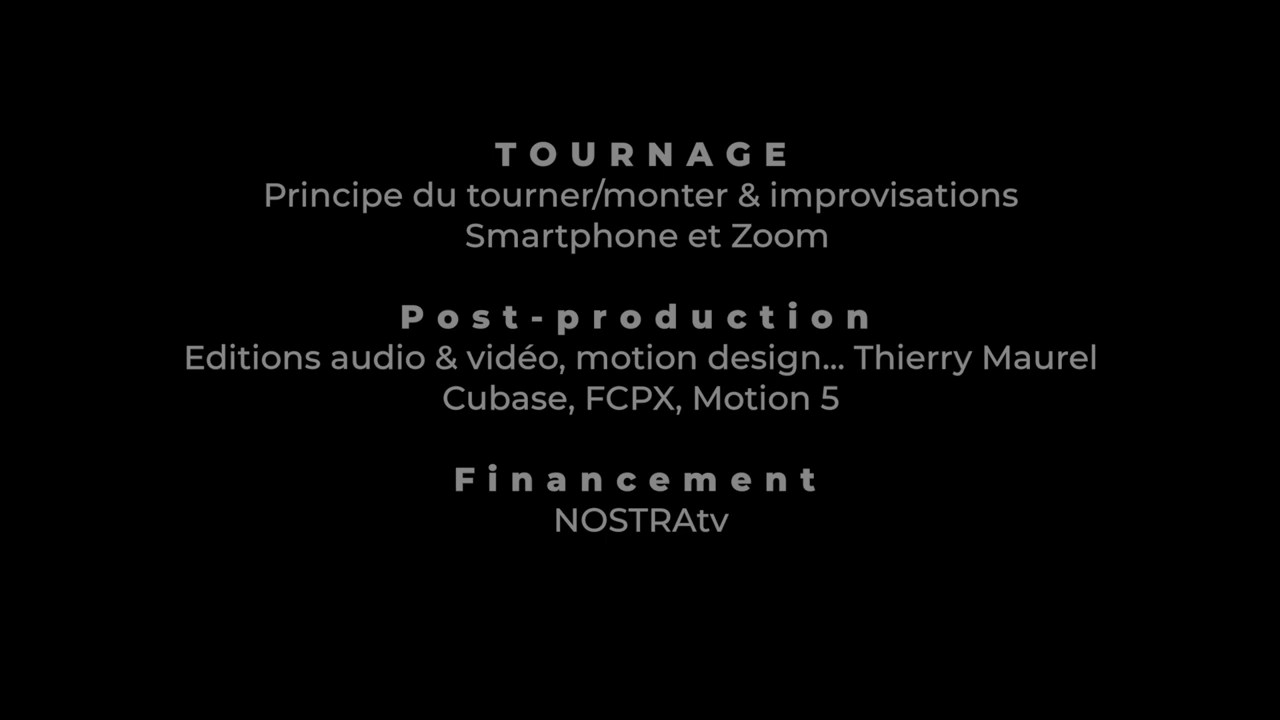 TOURNAGE
Principe du tourner/monter & improvisations
Smartphone et Zoom
Post-production
Editions audio & vidéo, motion design... Thierry Maurel
Cubase, FCPX, Motion 5
Financement
NOSTRAtv